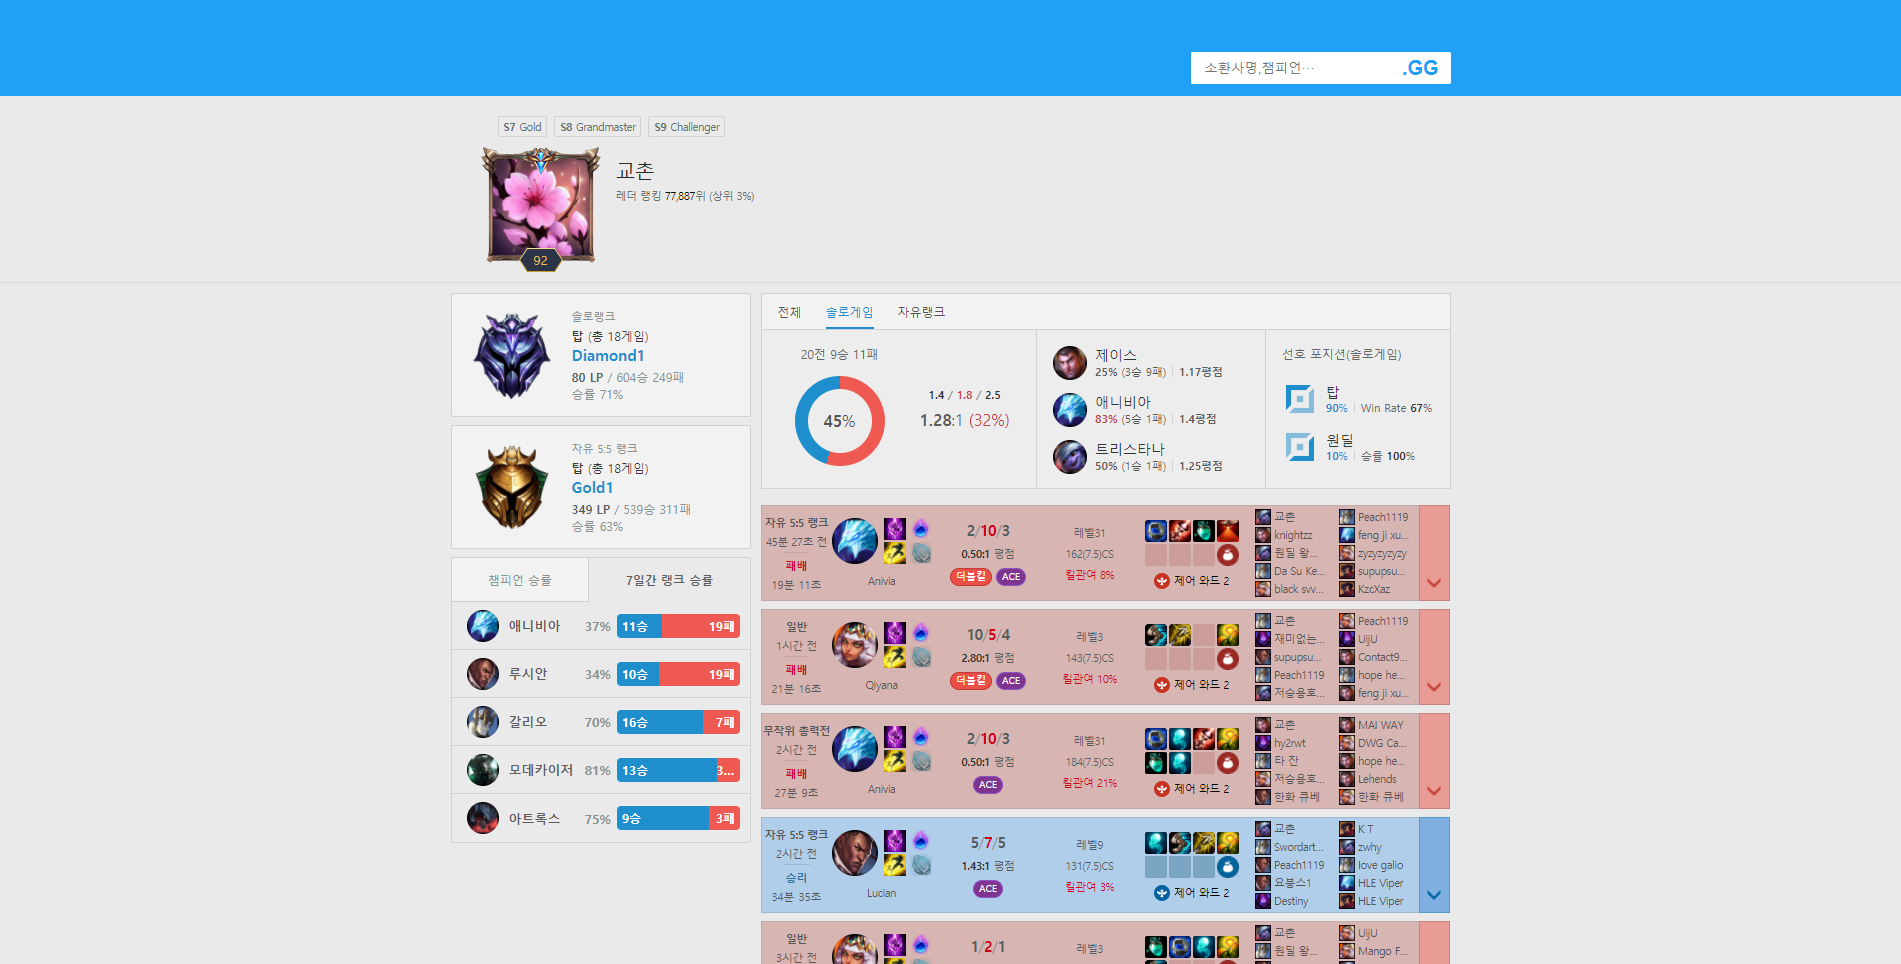 소환사명,챔피언… .GG
S7 Gold S8 Grandmaster S9 Challenger
교촌
레더 랭킹 77,887위 (상위 3%)
92
솔로랭크
탑 (총 18게임)
Diamond1
80 LP / 604승 249패
승률 71%
자유 5:5 랭크
탑 (총 18게임)
Gold1
349 LP / 539승 311패
승률 63%
챔피언 승률 7일간 랭크 승률
애니비아 37% 11승 19패
루시안 34% 10승 19패
갈리오 70% 16승 7패
모데카이저 81% 13승 3...
아트록스 75% 9승 3패
전체 솔로게임 자유랭크
20전 9승 11패
45%
1.4 / 1.8 / 2.5
1.28:1 (32%)
제이스
25% (3승 9패) 1.17평점
애니비아
83% (5승 1패) 1.4평점
트리스타나
50% (1승 1패) 1.25평점
선호 포지션(솔로게임)
탑
90% Win Rate 67%
원딜
10% 승률 100%
자유 5:5 랭크
45분 27초 전
패배
19분 11초
Anivia
2/10/3
0.50:1 평점
더블킬 ACE
레벨31
162(7.5)CS
킬관여 8%
제어 와드 2
교촌 Peach1119
knightzz feng ji xu...
원딜 왕... zyzyzyzyzy
Da Su Ke... supupsu...
black svv... KzcXaz
일반
1시간 전
패배
21분 16초
Qiyana
10/5/4
2.80:1 평점
더블킬 ACE
레벨3
143(7.5)CS
킬관여 10%
제어 와드 2
교촌 Peach1119
재미없는... UijU
supupsu... Contact9...
Peach1119 hope he...
저승용호... feng ji xu...
무작위 총력전
2시간 전
패배
27분 9초
Anivia
2/10/3
0.50:1 평점
ACE
레벨31
184(7.5)CS
킬관여 21%
제어 와드 2
교촌 MAI WAY
hy2rwt DWG Ca...
타 잔 hope he...
저승용호... Lehends
한화 큐베 한화 큐베
자유 5:5 랭크
2시간 전
승리
34분 35초
Lucian
5/7/5
1.43:1 평점
ACE
레벨9
131(7.5)CS
킬관여 3%
제어 와드 2
교촌 K T
Swordart... zwhy
Peach1119 love galio
요붕스1 HLE Viper
Destiny HLE Viper
일반
3시간 전
1/2/1
레벨3
교촌 UijU
원딜 왕... Mango F...